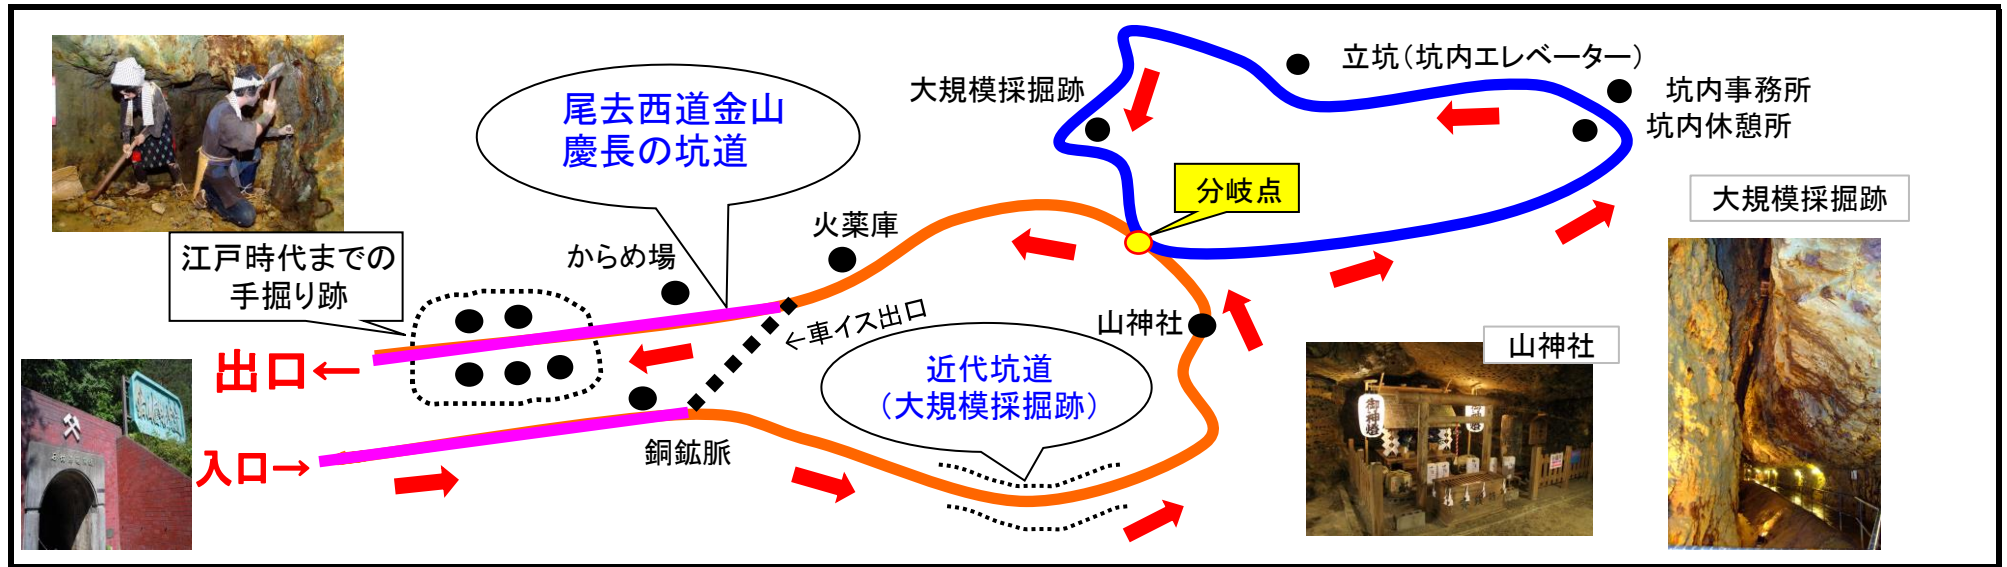 大規模採掘跡
立坑（坑内エレベーター）
坑内事務所
坑内休憩所
尾去西道金山
慶長の坑道
分岐点
大規模採掘跡
火薬庫
からめ場
江戸時代までの
手掘り跡
←車イス出口
山神社
山神社
出口←
近代坑道
（大規模採掘跡）
入口→
銅鉱脈
御神燈